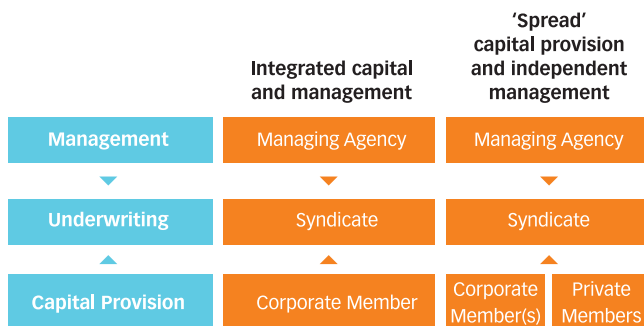 Integrated capital
and management
‘Spread’
capital provision
and independent
management
Management
Managing Agency
Managing Agency
Underwriting
Syndicate
Syndicate
Capital Provision
Corporate Member
Corporate
Member(s)
Private
Members